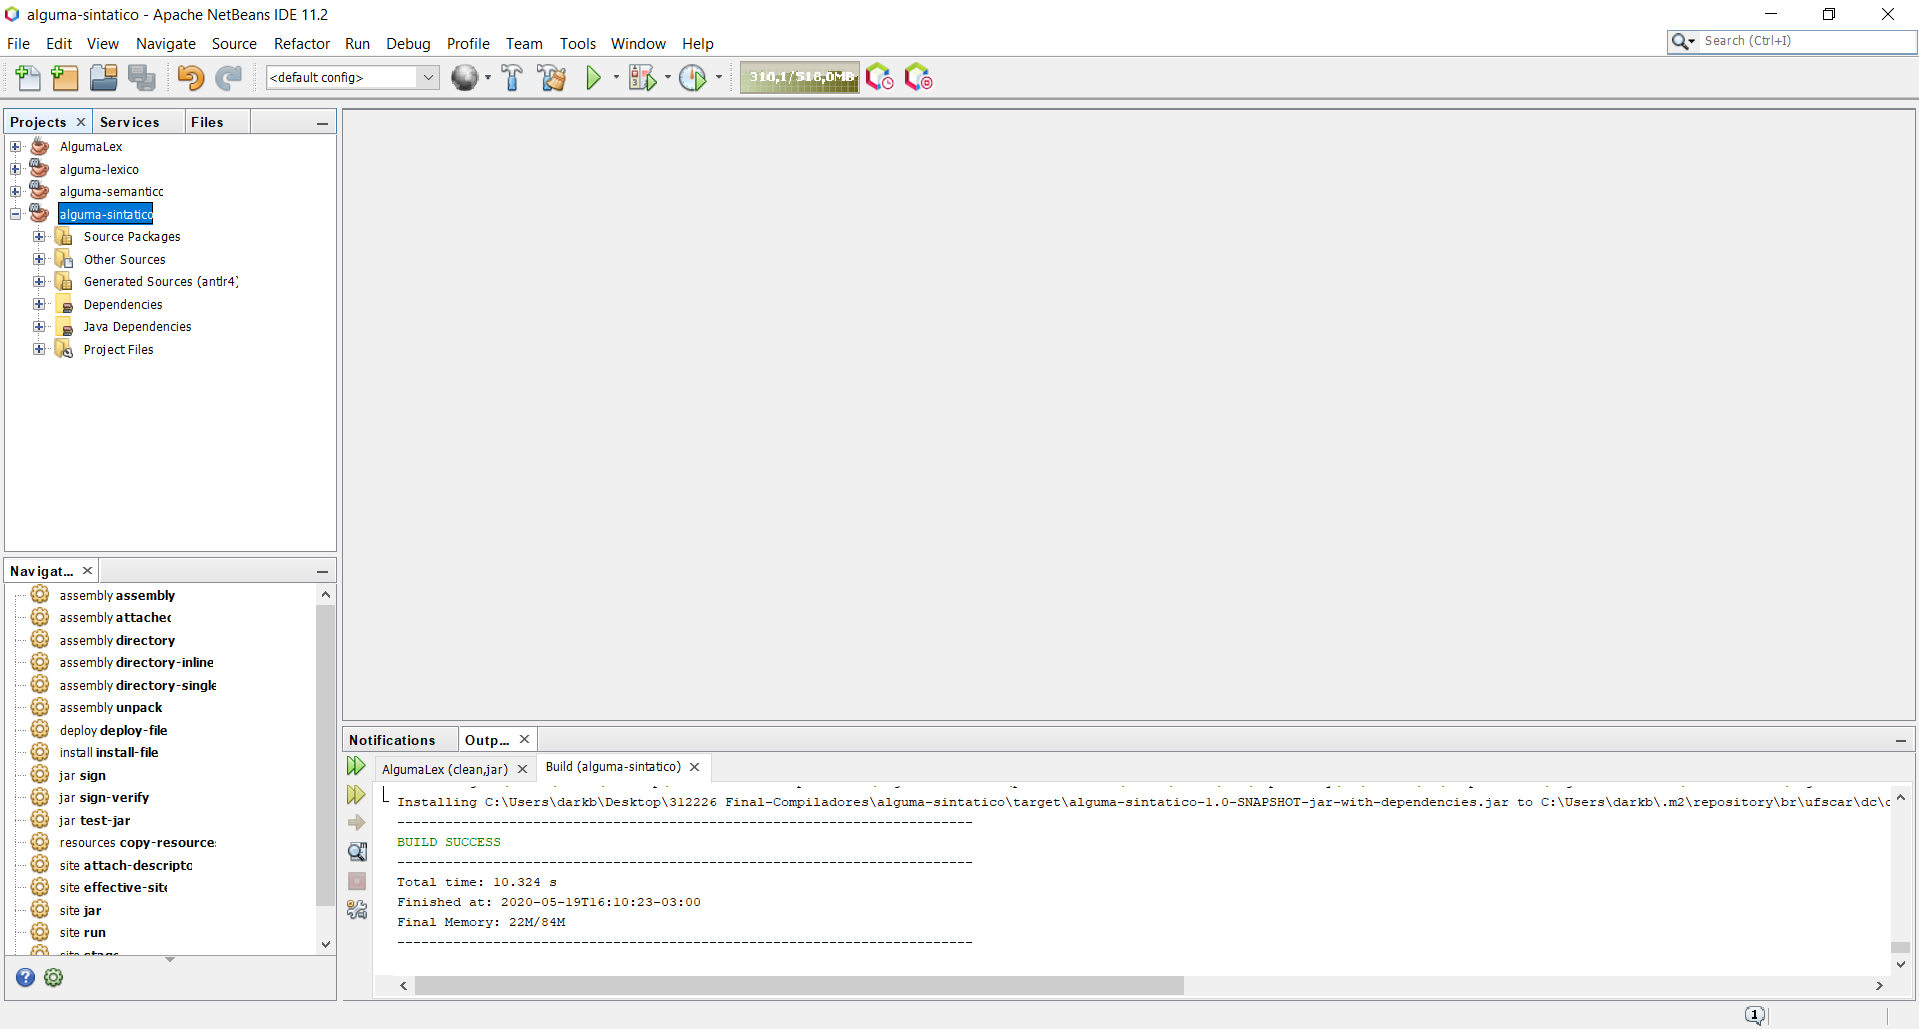 alguma-sintatico - Apache NetBeans IDE 11.2
File Edit View Navigate Source Refactor Run Debug Profile Team Tools Window Help
Search (Ctrl+I)
<default config>
310,1/518,0MB
Projects Services Files
AlgumaLex
alguma-lexico
alguma-semantico
alguma-sintatico
Source Packages
Other Sources
Generated Sources (antlr4)
Dependencies
Java Dependencies
Project Files
Navigat...
assembly assembly
assembly attached
assembly directory
assembly directory-inline
assembly directory-single
assembly unpack
deploy deploy-file
install install-file
jar sign
jar sign-verify
jar test-jar
resources copy-resource
site attach-descripto
site effective-site
site jar
site run
site stage
Notifications Outp...
AlgumaLex (clean,jar) Build (alguma-sintatico)
Installing C:\Users\darkb\Desktop\312226 Final-Compiladores\alguma-sintatico\target\alguma-sintatico-1.0-SNAPSHOT-jar-with-dependencies.jar to C:\Users\darkb\.m2\repository\br\ufscar\dc\c
------------------------------------------------------------------------
BUILD SUCCESS
------------------------------------------------------------------------
Total time: 10.324 s
Finished at: 2020-05-19T16:10:23-03:00
Final Memory: 22M/84M
------------------------------------------------------------------------
1